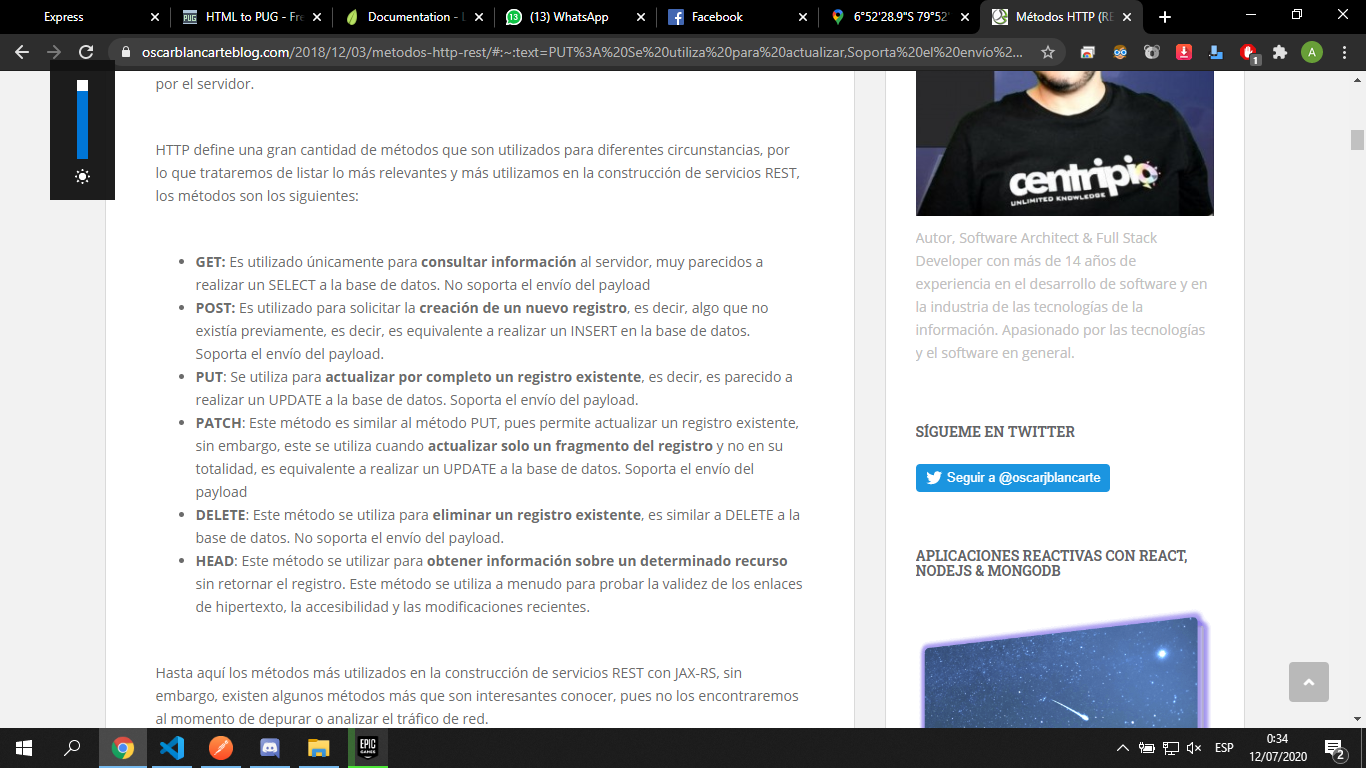 Express
HTML to PUG - Fre
Documentation - L
(13) WhatsApp
Facebook
6°52'28.9"S 79°52'
Métodos HTTP (RE
oscarblancarteblog.com/2018/12/03/metodos-http-rest/#:~:text=PUT%3A%20Se%20utiliza%20para%20actualizar,Soporta%20el%20envío%2...
1
A
por el servidor.
HTTP define una gran cantidad de métodos que son utilizados para diferentes circunstancias, por
lo que trataremos de listar lo más relevantes y más utilizamos en la construcción de servicios REST,
los métodos son los siguientes:
• GET: Es utilizado únicamente para consultar información al servidor, muy parecidos a
realizar un SELECT a la base de datos. No soporta el envío del payload
• POST: Es utilizado para solicitar la creación de un nuevo registro, es decir, algo que no
existía previamente, es decir, es equivalente a realizar un INSERT en la base de datos.
Soporta el envío del payload.
• PUT: Se utiliza para actualizar por completo un registro existente, es decir, es parecido a
realizar un UPDATE a la base de datos. Soporta el envío del payload.
• PATCH: Este método es similar al método PUT, pues permite actualizar un registro existente,
sin embargo, este se utiliza cuando actualizar solo un fragmento del registro y no en su
totalidad, es equivalente a realizar un UPDATE a la base de datos. Soporta el envío del
payload
• DELETE: Este método se utiliza para eliminar un registro existente, es similar a DELETE a la
base de datos. No soporta el envío del payload.
• HEAD: Este método se utilizar para obtener información sobre un determinado recurso
sin retornar el registro. Este método se utiliza a menudo para probar la validez de los enlaces
de hipertexto, la accesibilidad y las modificaciones recientes.
Hasta aquí los métodos más utilizados en la construcción de servicios REST con JAX-RS, sin
embargo, existen algunos métodos más que son interesantes conocer, pues no los encontraremos
al momento de depurar o analizar el tráfico de red.
centripio
UNLIMITED KNOWLEDGE
Autor, Software Architect & Full Stack
Developer con más de 14 años de
experiencia en el desarrollo de software y en
la industria de las tecnologías de la
información. Apasionado por las tecnologías
y el software en general.
SÍGUEME EN TWITTER
Seguir a @oscarjblancarte
APLICACIONES REACTIVAS CON REACT,
NODEJS & MONGODB
EPIC
GAMES
ESP
0:34
12/07/2020
2